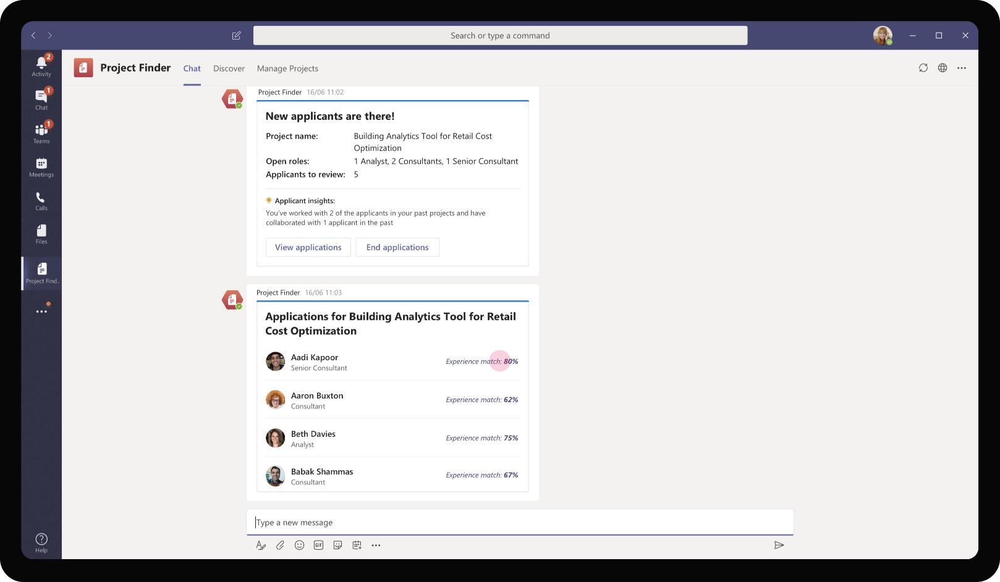 Search or type a command
2
Activity
1
Chat
1
Teams
Meetings
Calls
Files
Project Find..
Help
Project Finder Chat Discover Manage Projects
Project Finder 16/06 11:02
New applicants are there!
Project name: Building Analytics Tool for Retail Cost
Optimization
Open roles: 1 Analyst, 2 Consultants, 1 Senior Consultant
Applicants to review: 5
Applicant insights:
You've worked with 2 of the applicants in your past projects and have
collaborated with 1 applicant in the past
View applications End applications
Project Finder 16/06 11:03
Applications for Building Analytics Tool for Retail
Cost Optimization
Aadi Kapoor
Senior Consultant
Experience match: 80%
Aaron Buxton
Consultant
Experience match: 62%
Beth Davies
Analyst
Experience match: 75%
Babak Shammas
Consultant
Experience match: 67%
Type a new message
GIF